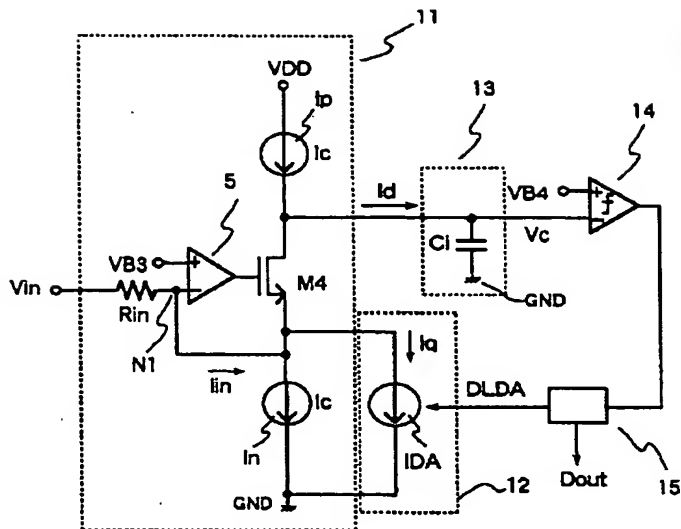 11
VDD
Ip
Ic
13
14
5
Id
VB4
+
−
Vc
Ci
GND
VB3
+
−
M4
Vin
Rin
N1
Iin
Iq
Ic
In
IDA
DLDA
GND
12
Dout
15